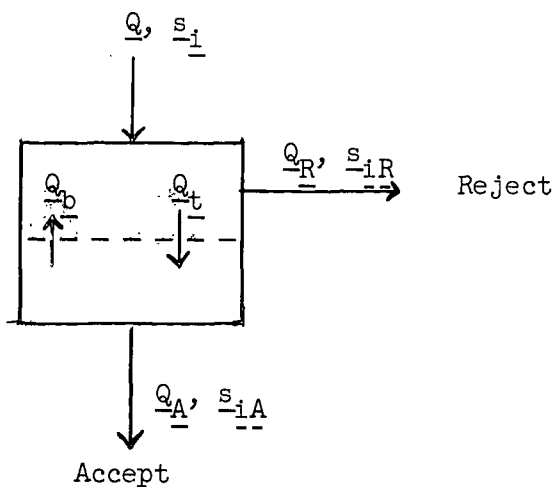 Q, s_i
Q_R, s_iR
Reject
Q_b
Q_t
Q_A, s_iA
Accept